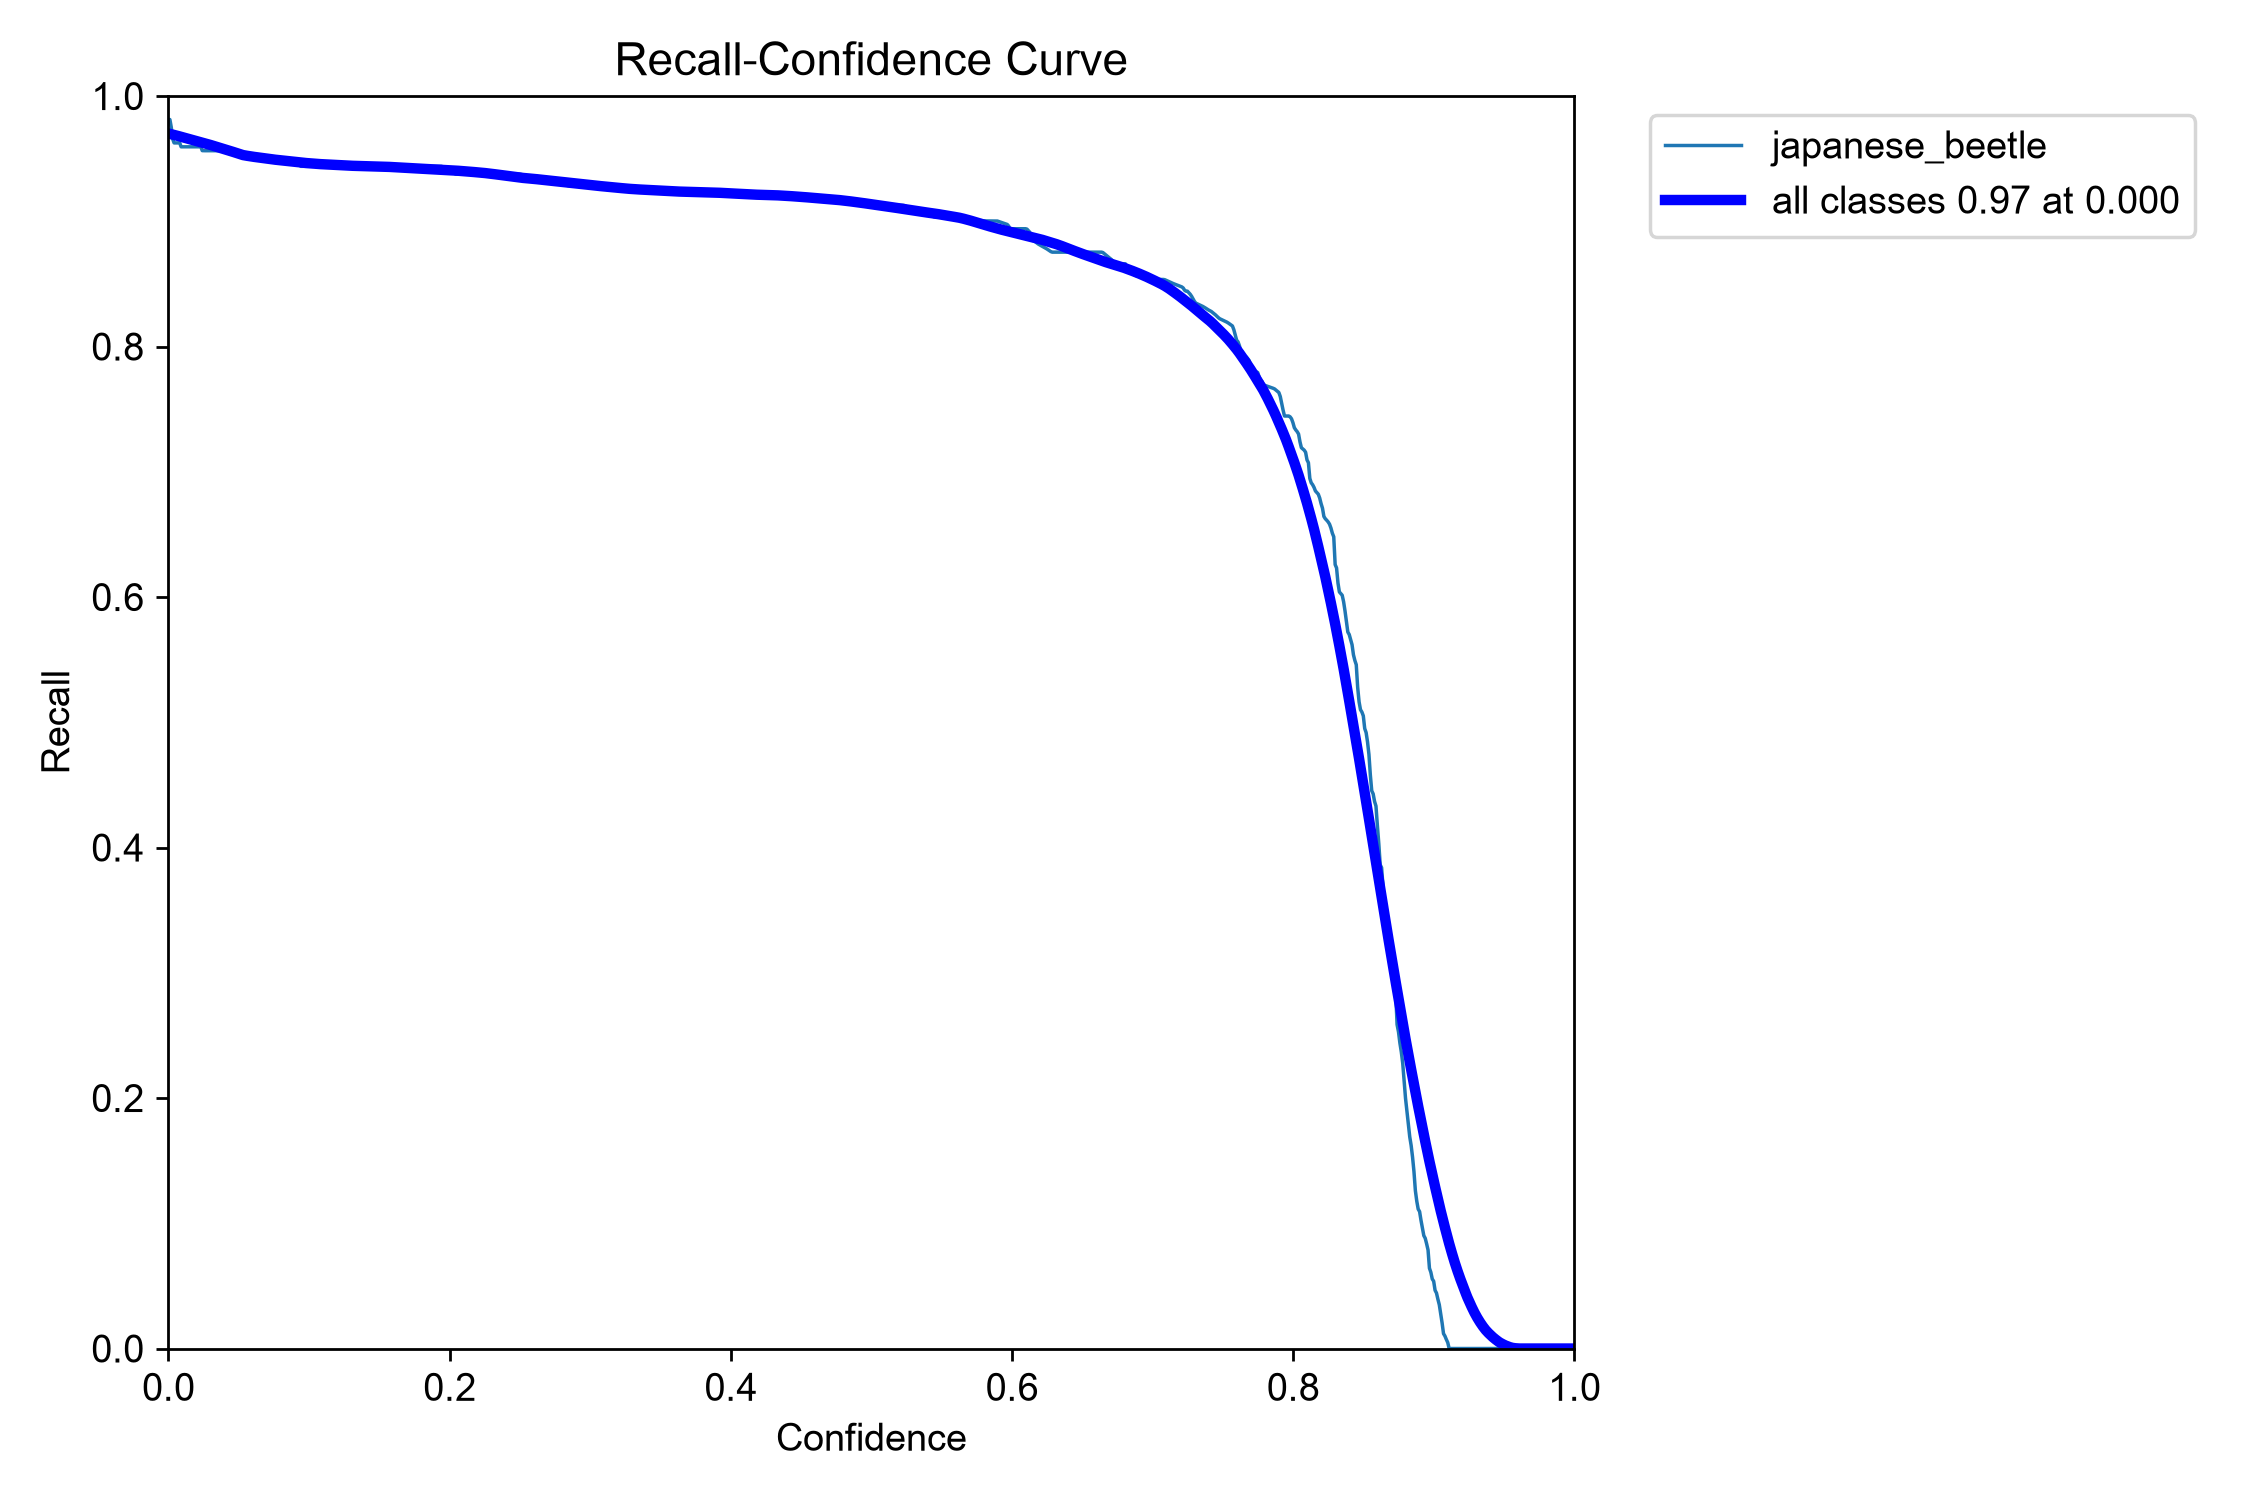 Recall-Confidence Curve
1.0
0.8
0.6
0.4
0.2
0.0
Recall
0.0 0.2 0.4 0.6 0.8 1.0
Confidence
japanese_beetle
all classes 0.97 at 0.000